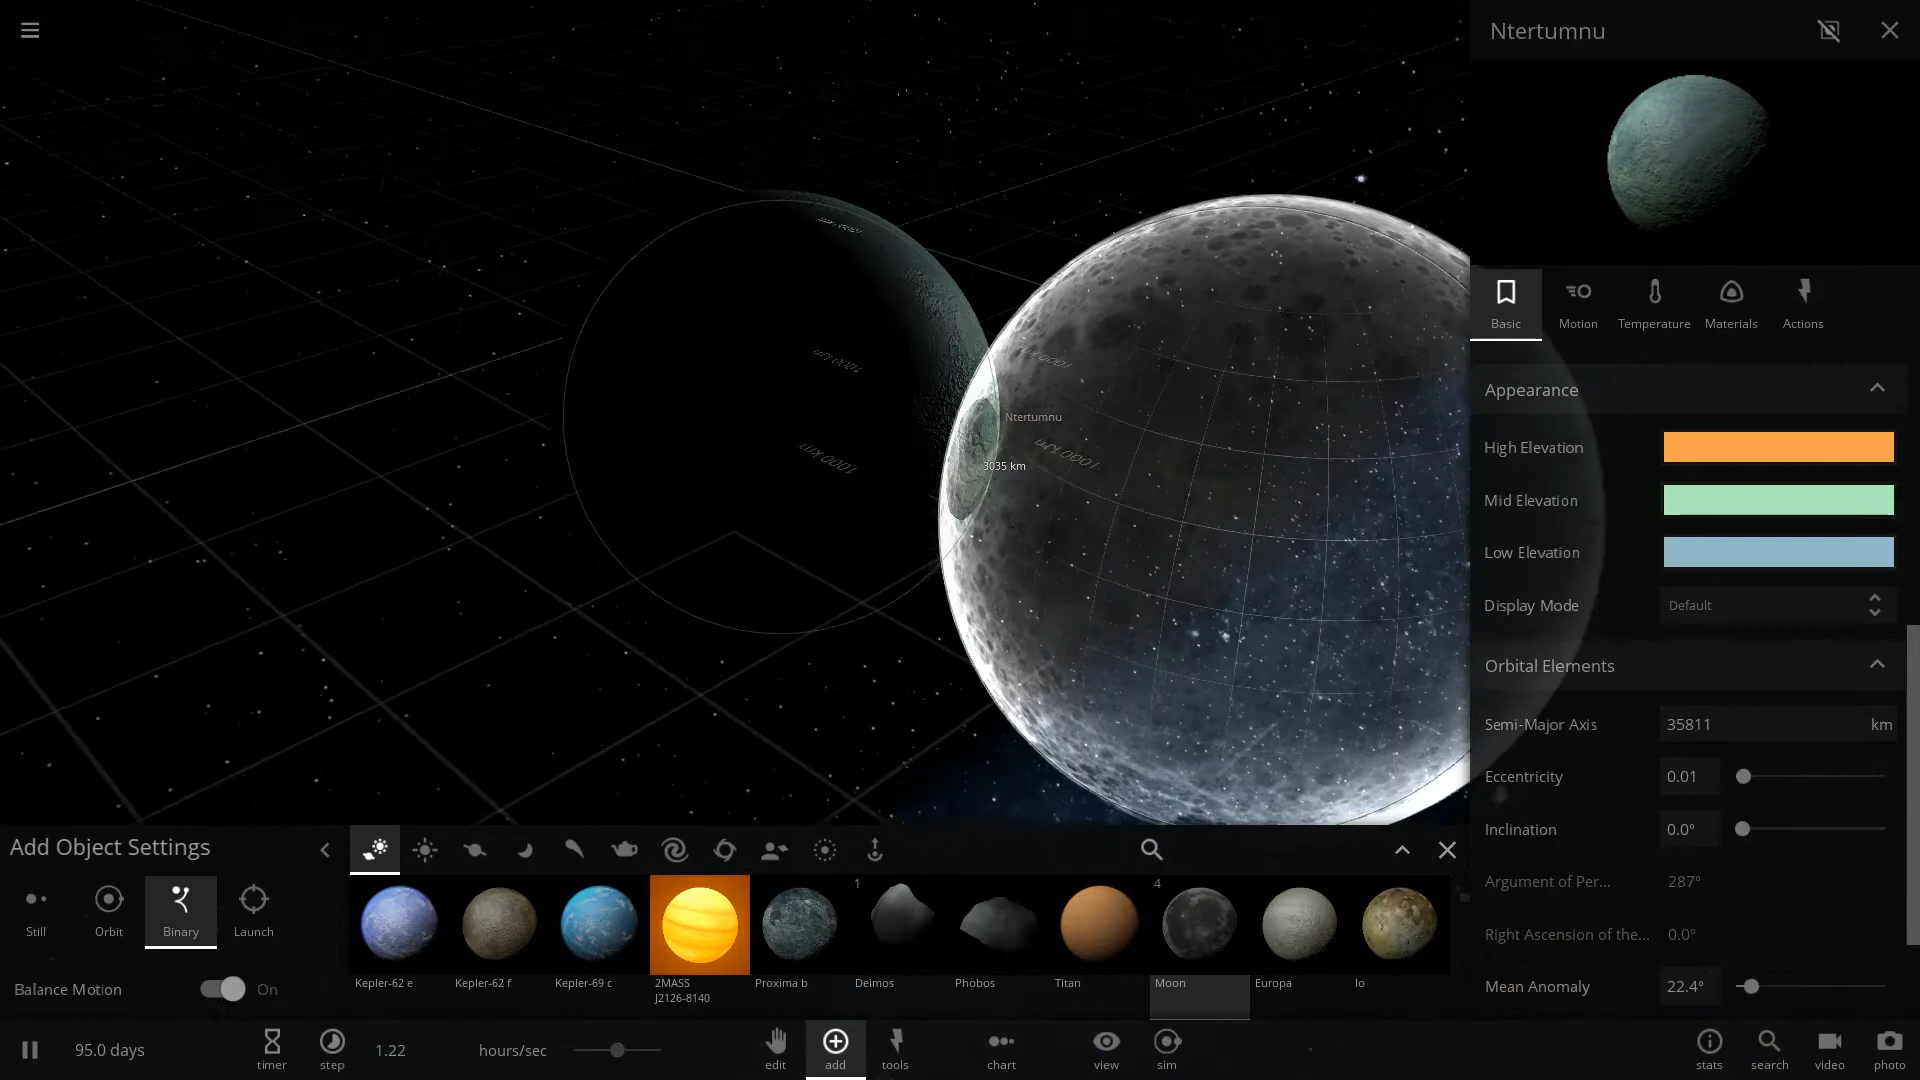 Ntertumnu
Basic
Motion
Temperature
Materials
Actions
Appearance
High Elevation
Mid Elevation
Low Elevation
Display Mode
Default
Orbital Elements
Semi-Major Axis
35811
km
Eccentricity
0.01
Inclination
0.0°
Argument of Per...
287°
Right Ascension of the...
0.0°
Mean Anomaly
22.4°
1000 km
1000 km
1000 km
1000 km
Ntertumnu
3035 km
Add Object Settings
Still
Orbit
Binary
Launch
Balance Motion
On
1
4
Kepler-62 e
Kepler-62 f
Kepler-69 c
2MASS
J2126-8140
Proxima b
Deimos
Phobos
Titan
Moon
Europa
Io
95.0 days
timer
step
1.22
hours/sec
edit
add
tools
chart
view
sim
stats
search
video
photo